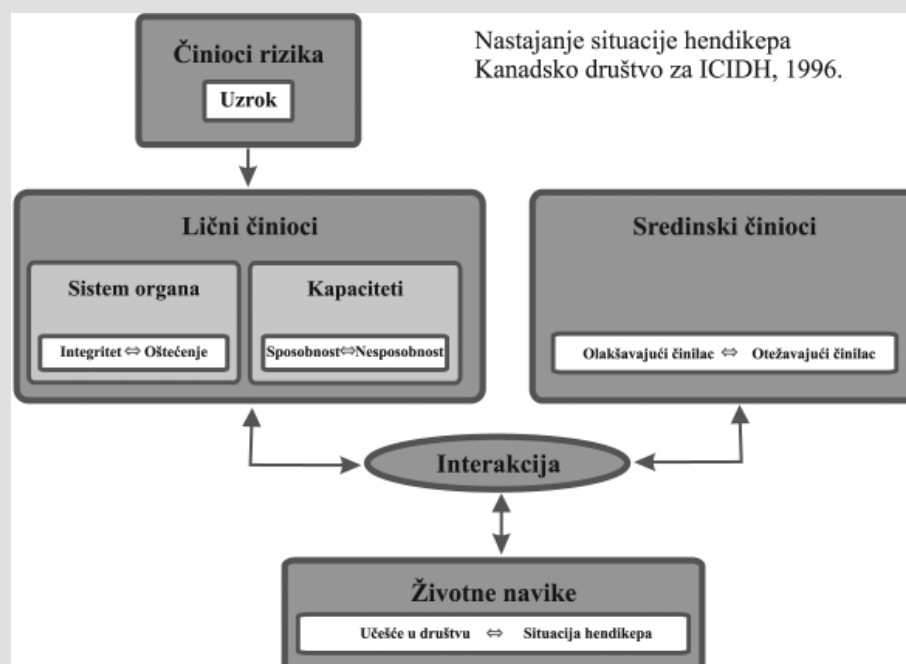 Činioci rizika
Uzrok
Nastajanje situacije hendikepa
Kanadsko društvo za ICIDH, 1996.
Lični činioci
Sistem organa
Integritet ⇔ Oštećenje
Kapaciteti
Sposobnost⇔Nesposobnost
Sredinski činioci
Olakšavajući činilac ⇔ Otežavajući činilac
Interakcija
Životne navike
Učešće u društvu ⇔ Situacija hendikepa